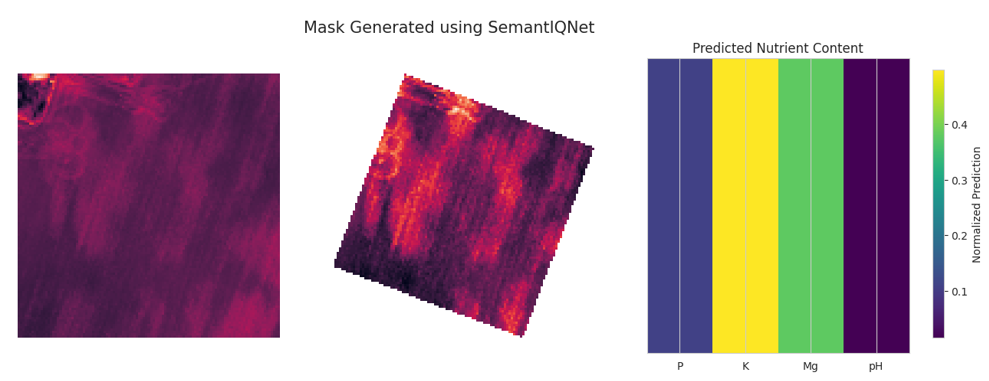 Mask Generated using SemantIQNet
Predicted Nutrient Content
0.4
0.3
0.2
0.1
Normalized Prediction
P K Mg pH